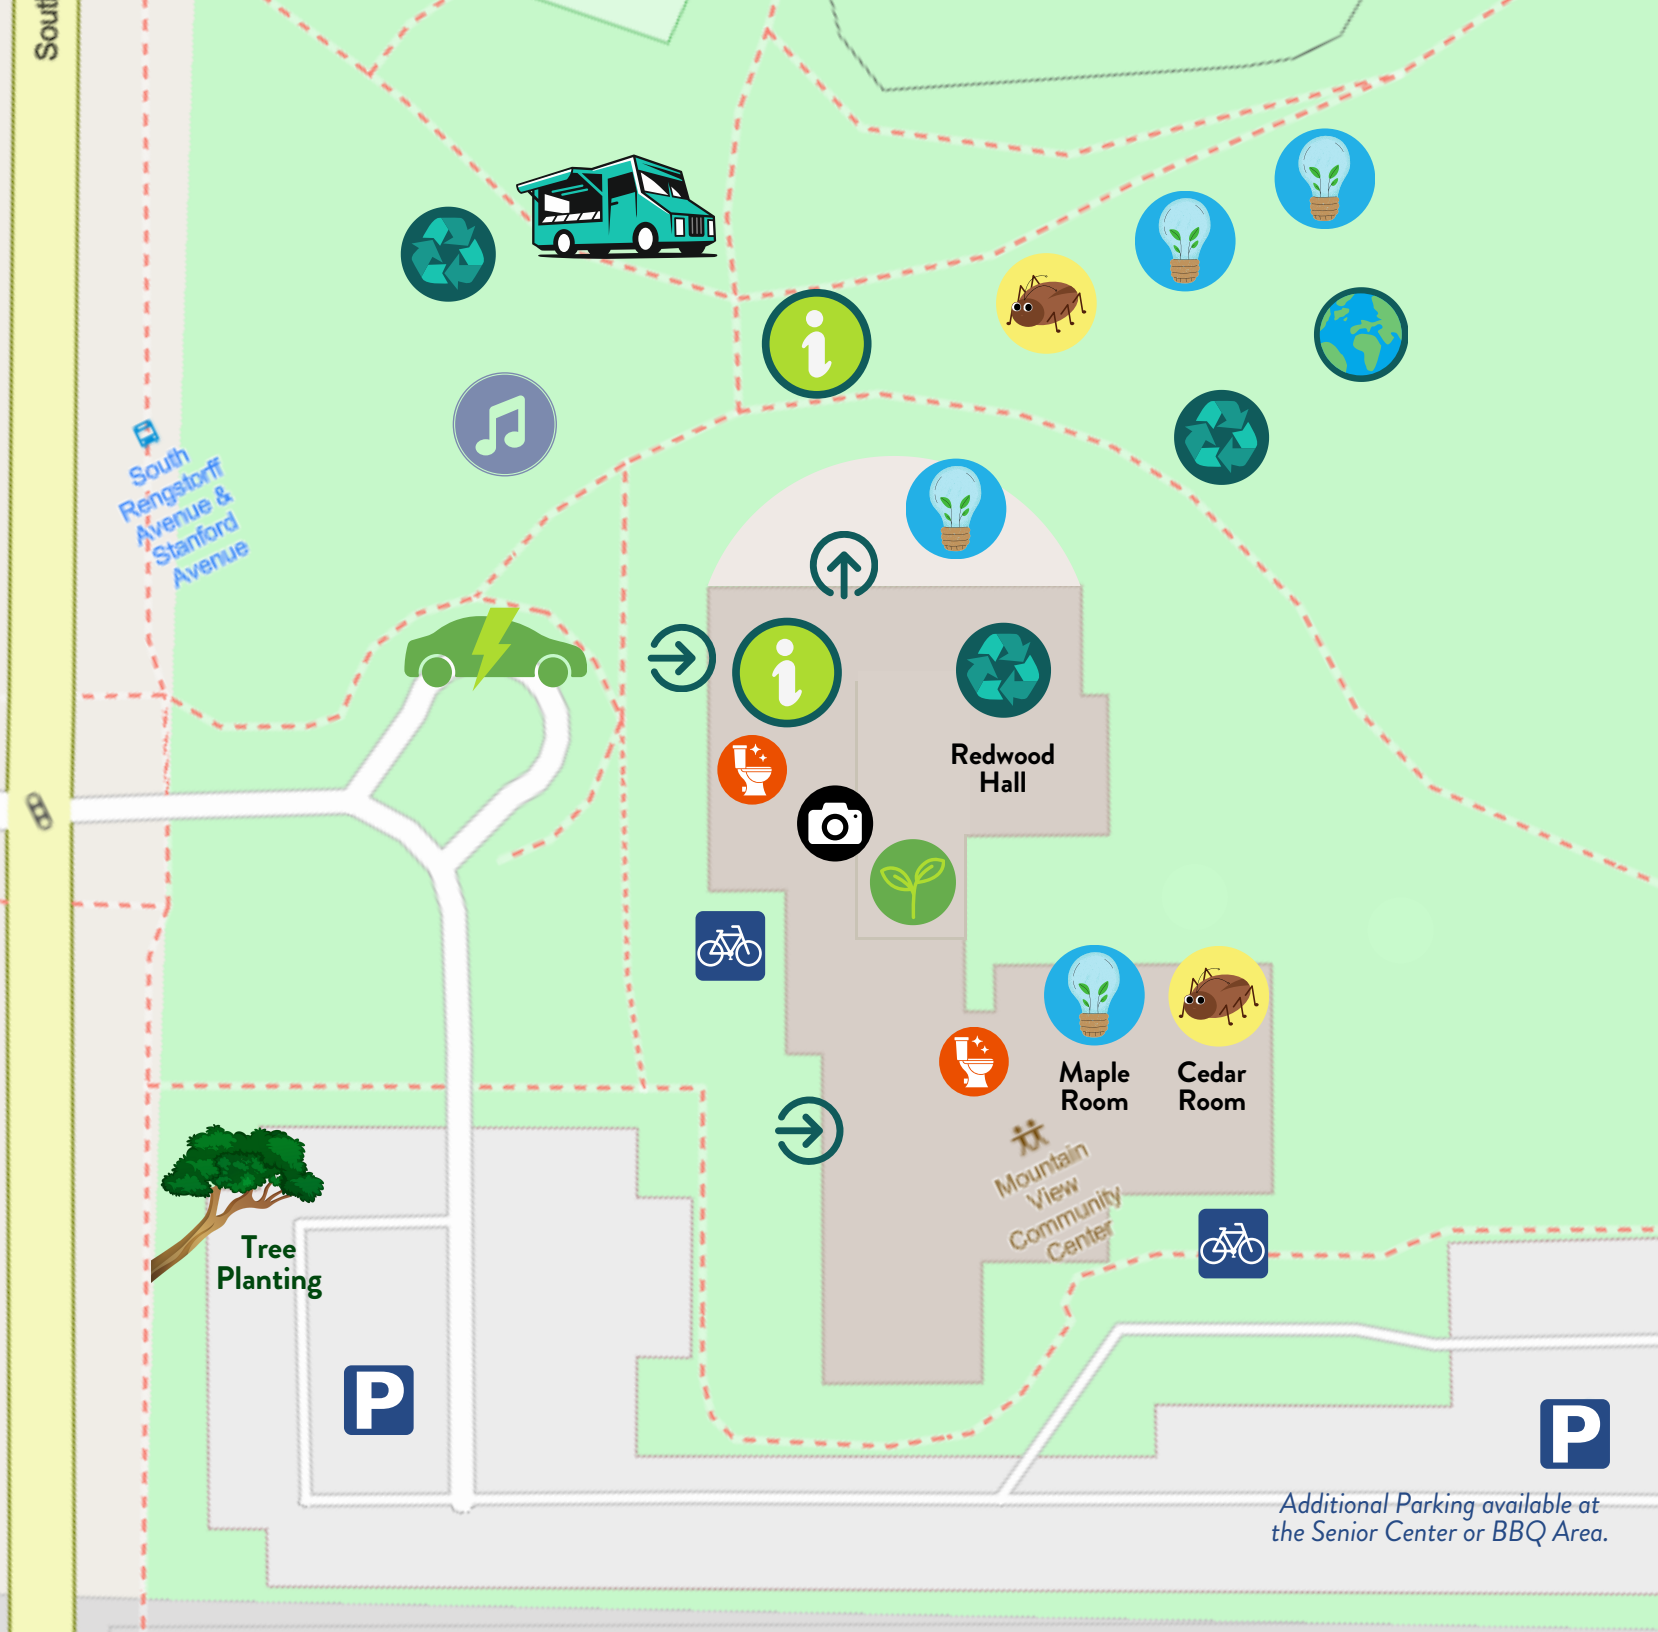 Sout
South
Rengstorff
Avenue &
Stanford
Avenue
Redwood
Hall
Maple
Room
Cedar
Room
Mountain
View
Community
Center
Tree
Planting
P
P
Additional Parking available at
the Senior Center or BBQ Area.